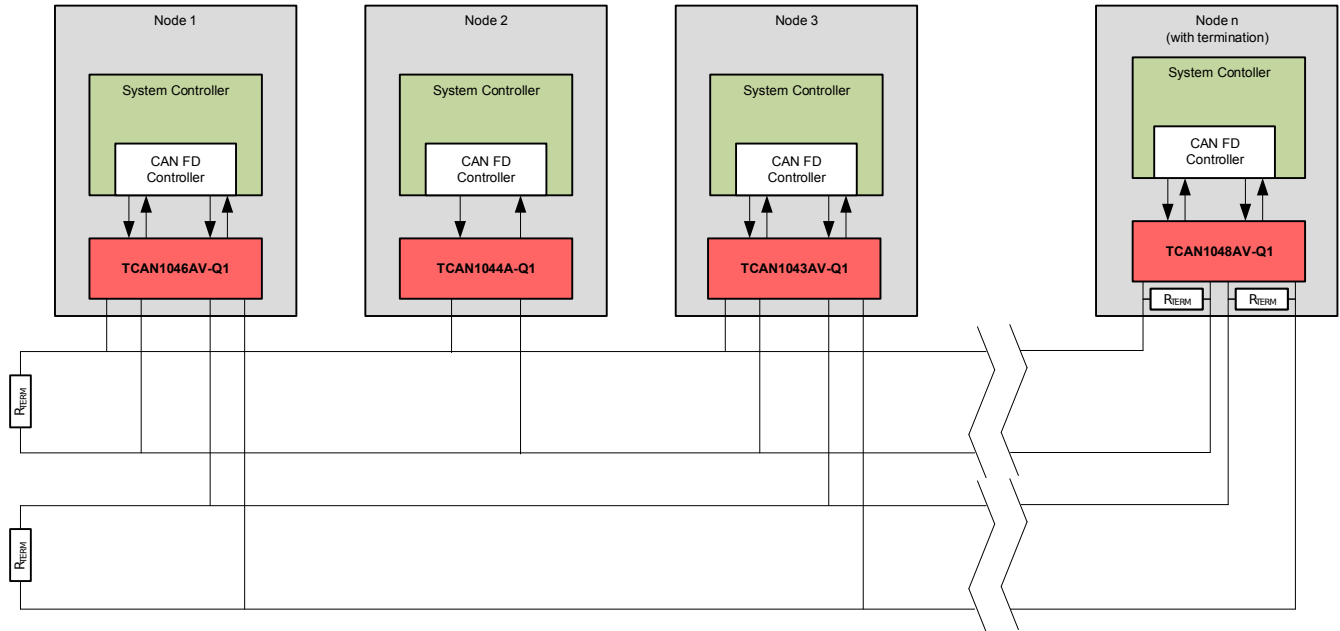 Node 1
System Controller
CAN FD
Controller
TCAN1046AV-Q1
Node 2
System Controller
CAN FD
Controller
TCAN1044A-Q1
Node 3
System Controller
CAN FD
Controller
TCAN1043AV-Q1
Node n
(with termination)
System Contoller
CAN FD
Controller
TCAN1048AV-Q1
RTERM
RTERM
RTERM
RTERM